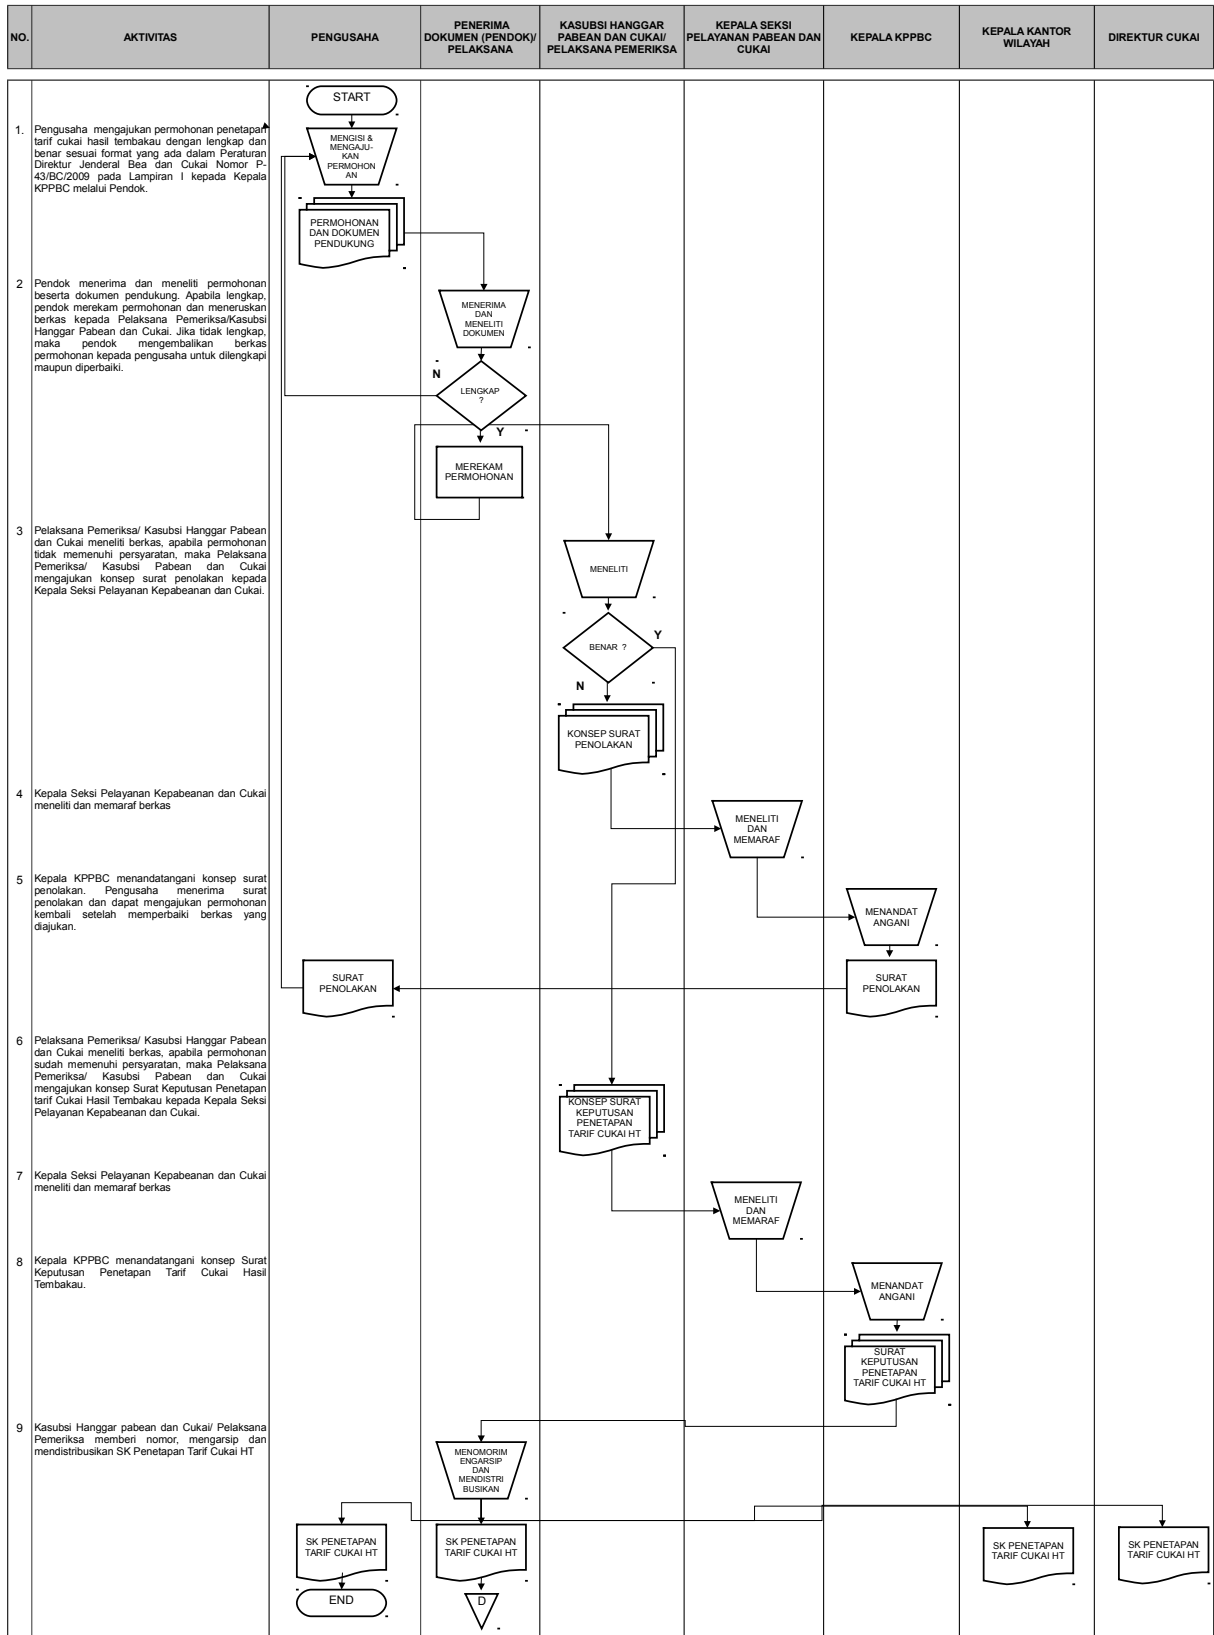 NO.
AKTIVITAS
PENGUSAHA
PENERIMA
DOKUMEN (PENDOK)/
PELAKSANA
KASUBSI HANGGAR
PABEAN DAN CUKAI/
PELAKSANA PEMERIKSA
KEPALA SEKSI
PELAYANAN PABEAN DAN
CUKAI
KEPALA KPPBC
KEPALA KANTOR
WILAYAH
DIREKTUR CUKAI
START
1. Pengusaha mengajukan permohonan penetapan
tarif cukai hasil tembakau dengan lengkap dan
benar sesuai format yang ada dalam Peraturan
Direktur Jenderal Bea dan Cukai Nomor P-
43/BC/2009 pada Lampiran I kepada Kepala
KPPBC melalui Pendok.
MENGISI &
MENGAJU-
KAN
PERMOHON
AN
PERMOHONAN
DAN DOKUMEN
PENDUKUNG
2 Pendok menerima dan meneliti permohonan
beserta dokumen pendukung. Apabila lengkap,
pendok merekam permohonan dan meneruskan
berkas kepada Pelaksana Pemeriksa/Kasubsi
Hanggar Pabean dan Cukai. Jika tidak lengkap,
maka pendok mengembalikan berkas
permohonan kepada pengusaha untuk dilengkapi
maupun diperbaiki.
MENERIMA
DAN
MENELITI
DOKUMEN
N
LENGKAP
?
Y
MEREKAM
PERMOHONAN
3 Pelaksana Pemeriksa/ Kasubsi Hanggar Pabean
dan Cukai meneliti berkas, apabila permohonan
tidak memenuhi persyaratan, maka Pelaksana
Pemeriksa/ Kasubsi Pabean dan Cukai
mengajukan konsep surat penolakan kepada
Kepala Seksi Pelayanan Kepabeanan dan Cukai.
MENELITI
BENAR ?
Y
N
KONSEP SURAT
PENOLAKAN
4 Kepala Seksi Pelayanan Kepabeanan dan Cukai
meneliti dan memaraf berkas
MENELITI
DAN
MEMARAF
5 Kepala KPPBC menandatangani konsep surat
penolakan. Pengusaha menerima surat
penolakan dan dapat mengajukan permohonan
kembali setelah memperbaiki berkas yang
diajukan.
MENANDAT
ANGANI
SURAT
PENOLAKAN
SURAT
PENOLAKAN
6 Pelaksana Pemeriksa/ Kasubsi Hanggar Pabean
dan Cukai meneliti berkas, apabila permohonan
sudah memenuhi persyaratan, maka Pelaksana
Pemeriksa/ Kasubsi Pabean dan Cukai
mengajukan konsep Surat Keputusan Penetapan
tarif Cukai Hasil Tembakau kepada Kepala Seksi
Pelayanan Kepabeanan dan Cukai.
KONSEP SURAT
KEPUTUSAN
PENETAPAN
TARIF CUKAI HT
7 Kepala Seksi Pelayanan Kepabeanan dan Cukai
meneliti dan memaraf berkas
MENELITI
DAN
MEMARAF
8 Kepala KPPBC menandatangani konsep Surat
Keputusan Penetapan Tarif Cukai Hasil
Tembakau.
MENANDAT
ANGANI
SURAT
KEPUTUSAN
PENETAPAN
TARIF CUKAI HT
9 Kasubsi Hanggar pabean dan Cukai/ Pelaksana
Pemeriksa memberi nomor, mengarsip dan
mendistribusikan SK Penetapan Tarif Cukai HT
MENOMORIM
ENGARSIP
DAN
MENDISTRI
BUSIKAN
SK PENETAPAN
TARIF CUKAI HT
SK PENETAPAN
TARIF CUKAI HT
SK PENETAPAN
TARIF CUKAI HT
SK PENETAPAN
TARIF CUKAI HT
END
D